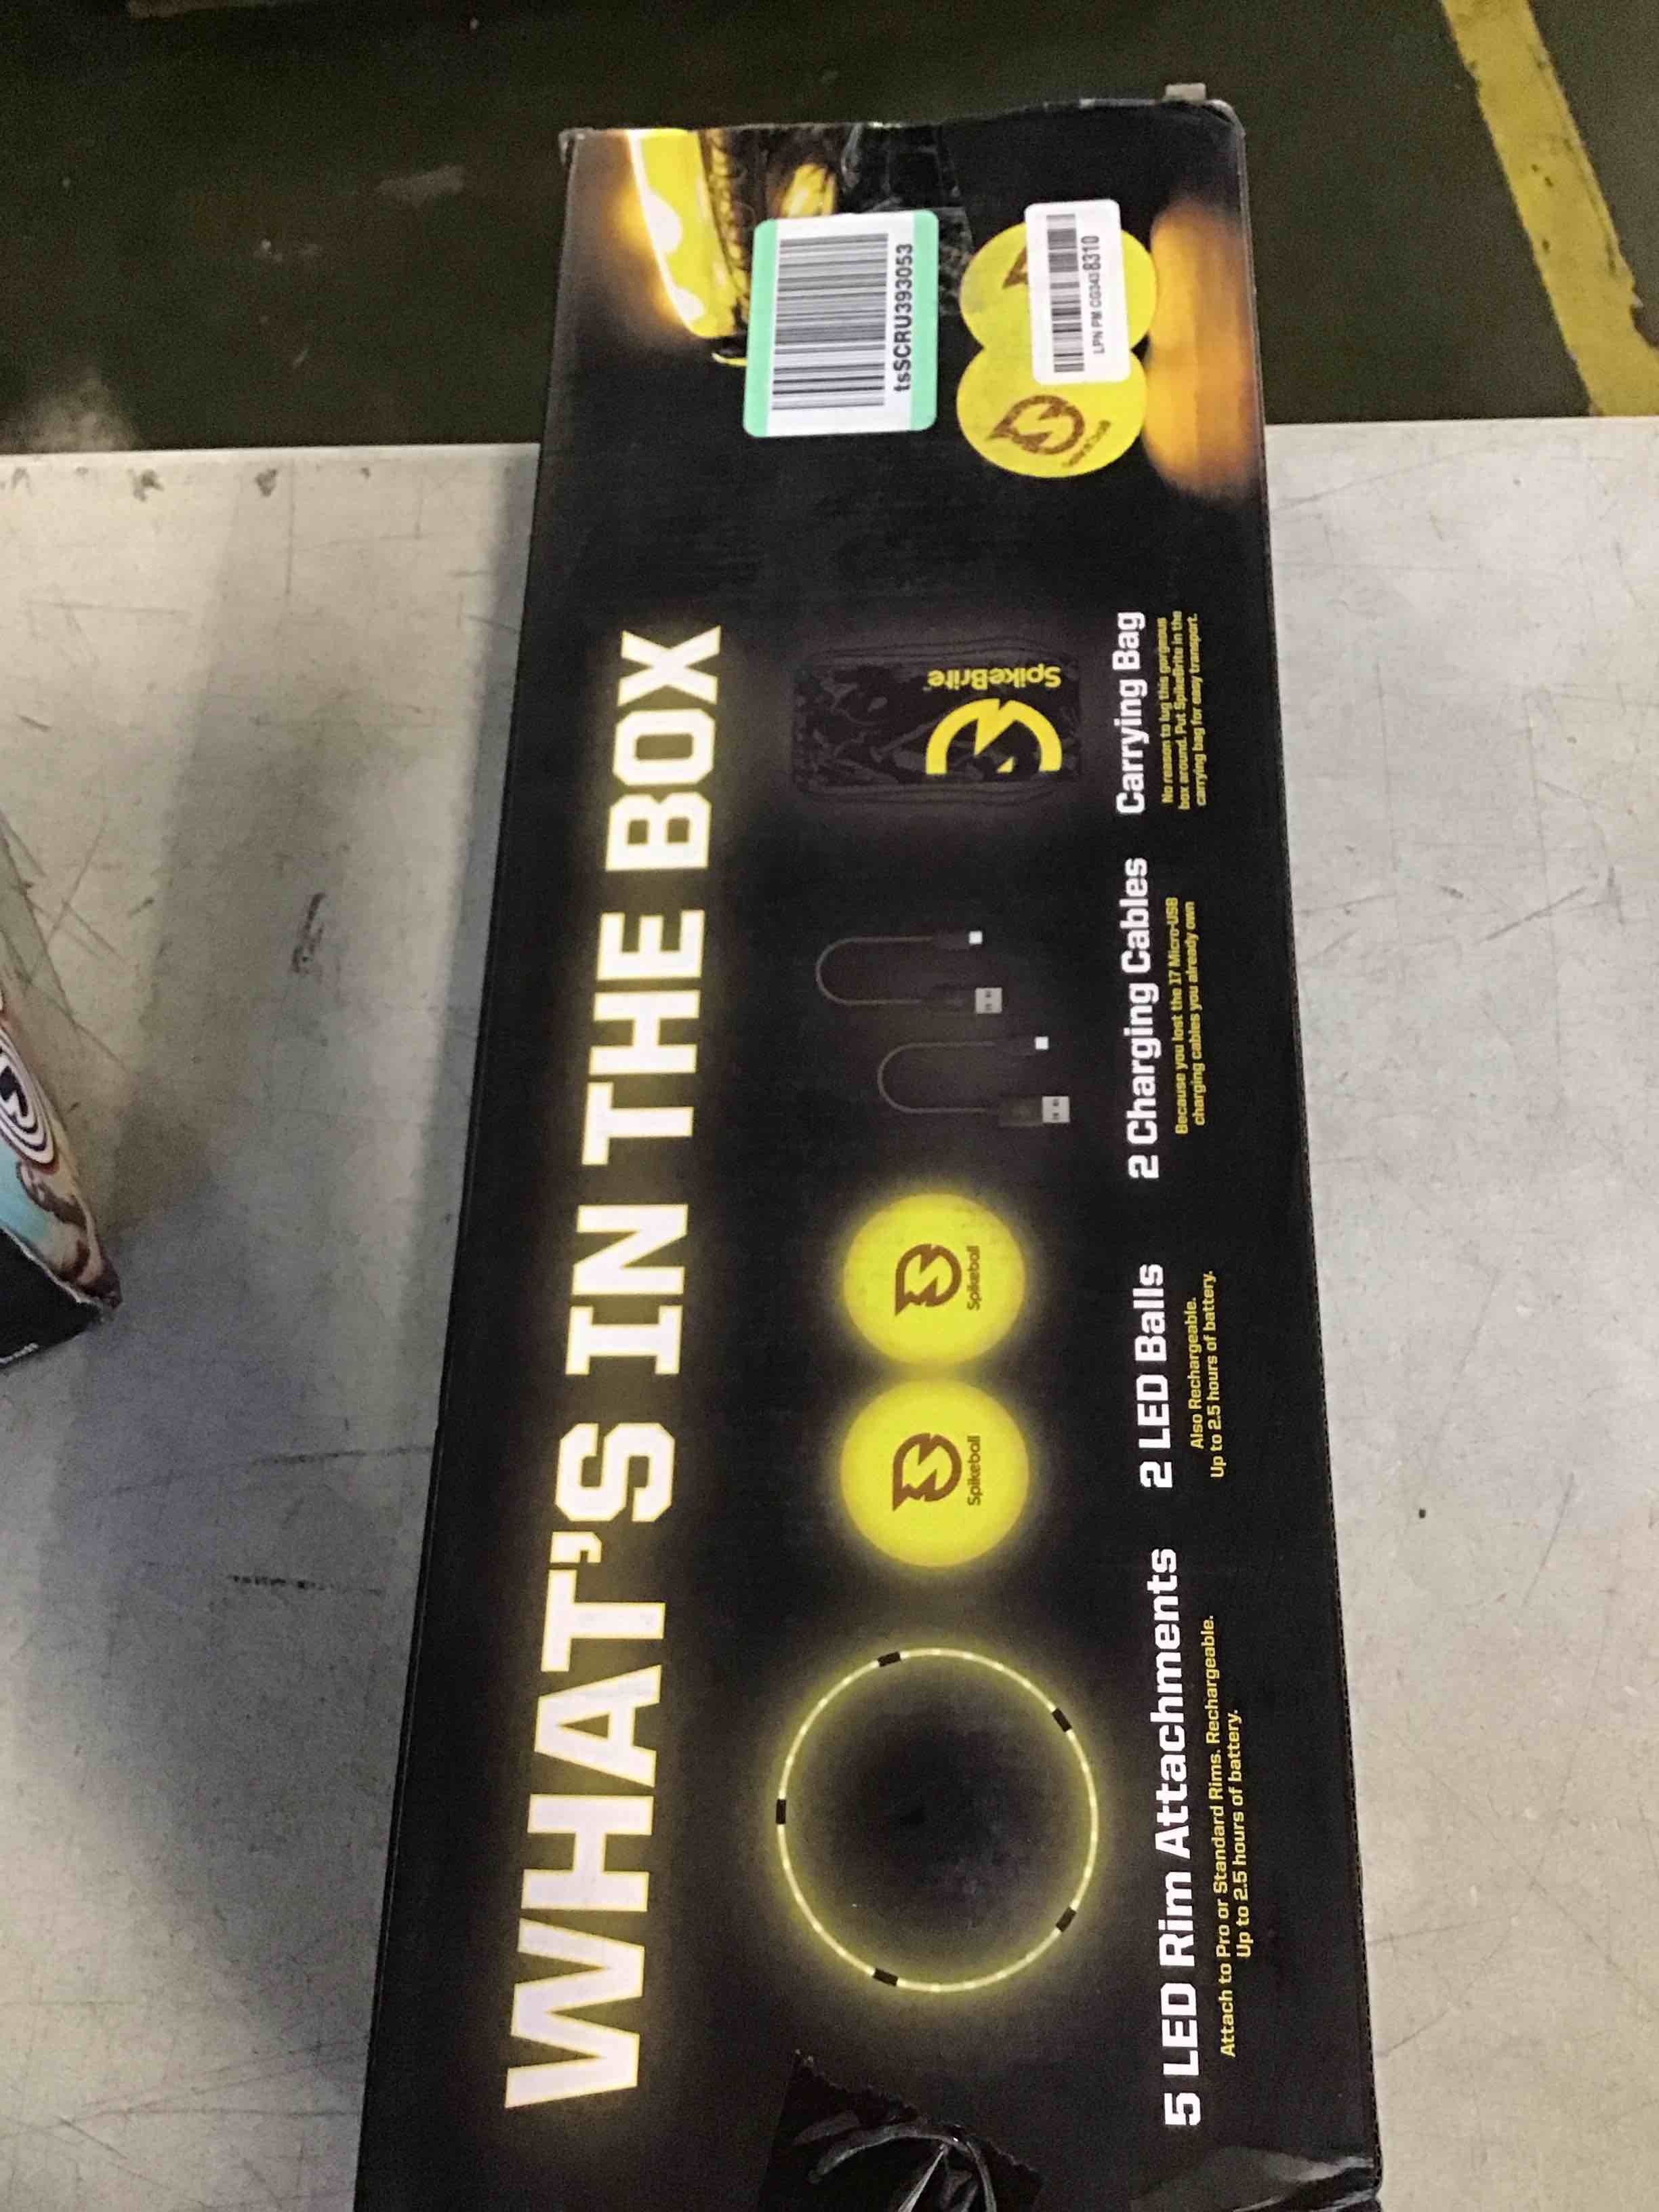 WHAT'S IN THE BOX
Spikeball
Spikeball
SpikeBrite
5 LED Rim Attachments
Attach to Pro or Standard Rims. Rechargeable.
Up to 2.5 hours of battery.
2 LED Balls
Also Rechargeable.
Up to 2.5 hours of battery.
2 Charging Cables
Because you lost the 17 Micro-USB
charging cables you already own
Carrying Bag
No reason to lug this gorgeous
box around. Put SpikeBrite in the
carrying bag for easy transport.
tsSCRU393053
LPN PM CG3438310